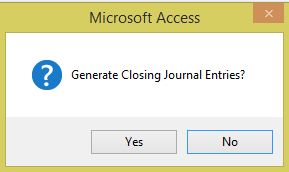 Microsoft Access
Generate Closing Journal Entries?
Yes
No